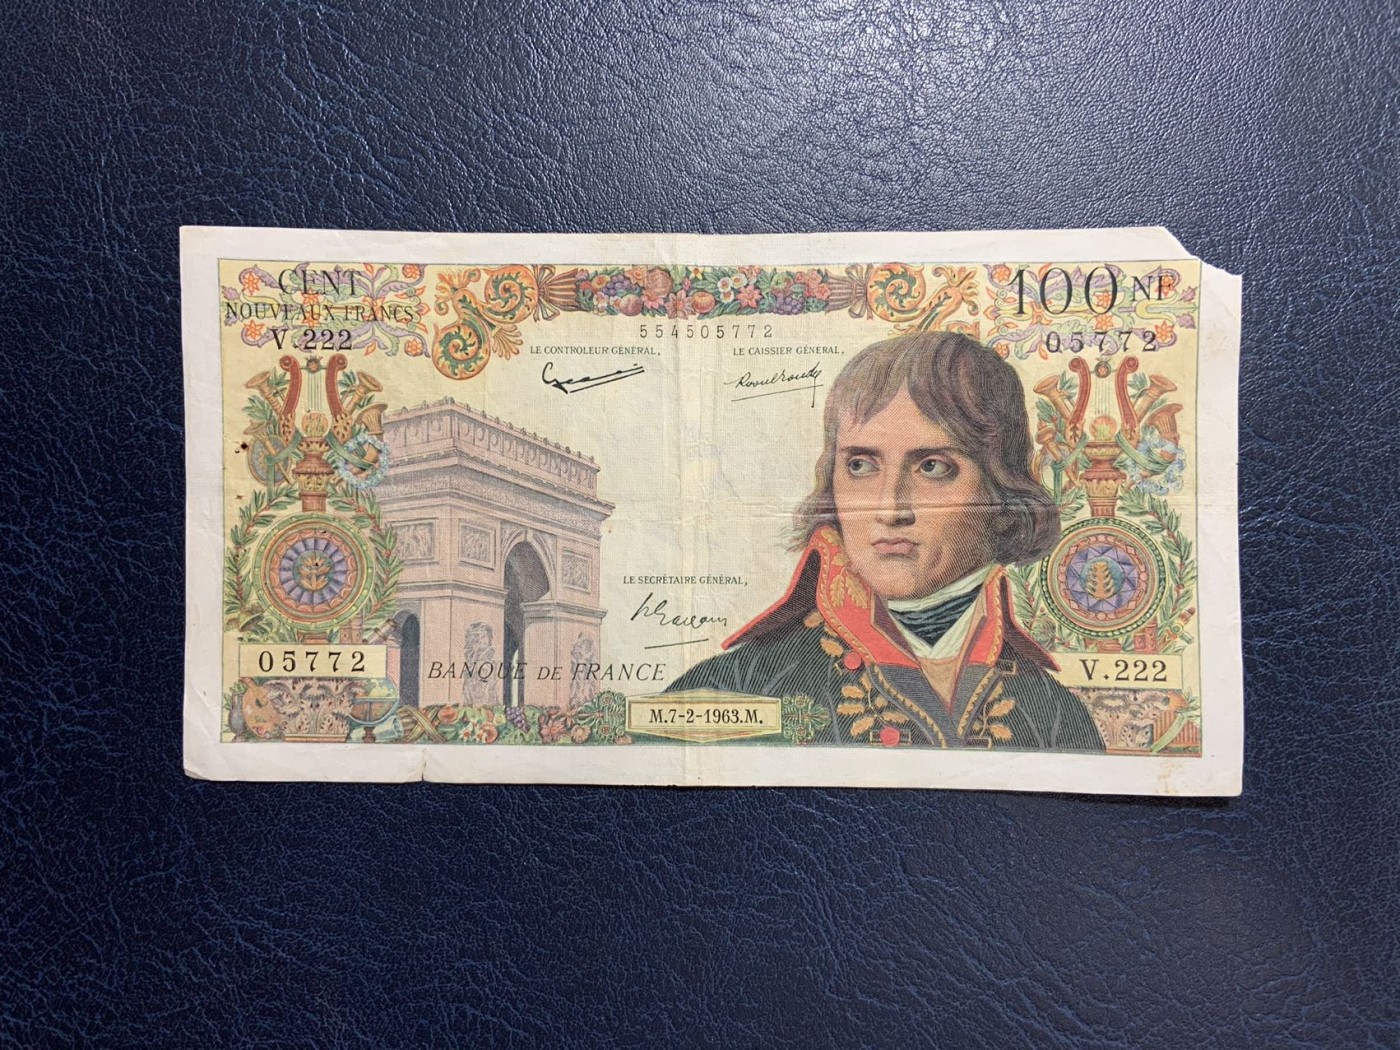 CENT
NOUVEAUX FRANCS
V.222
100 NF
05772
554505772
LE CONTROLEUR GÉNÉRAL,
LE CAISSIER GÉNÉRAL,
LE SECRÉTAIRE GÉNÉRAL,
BANQUE DE FRANCE
05772
V.222
M.7-2-1963.M.